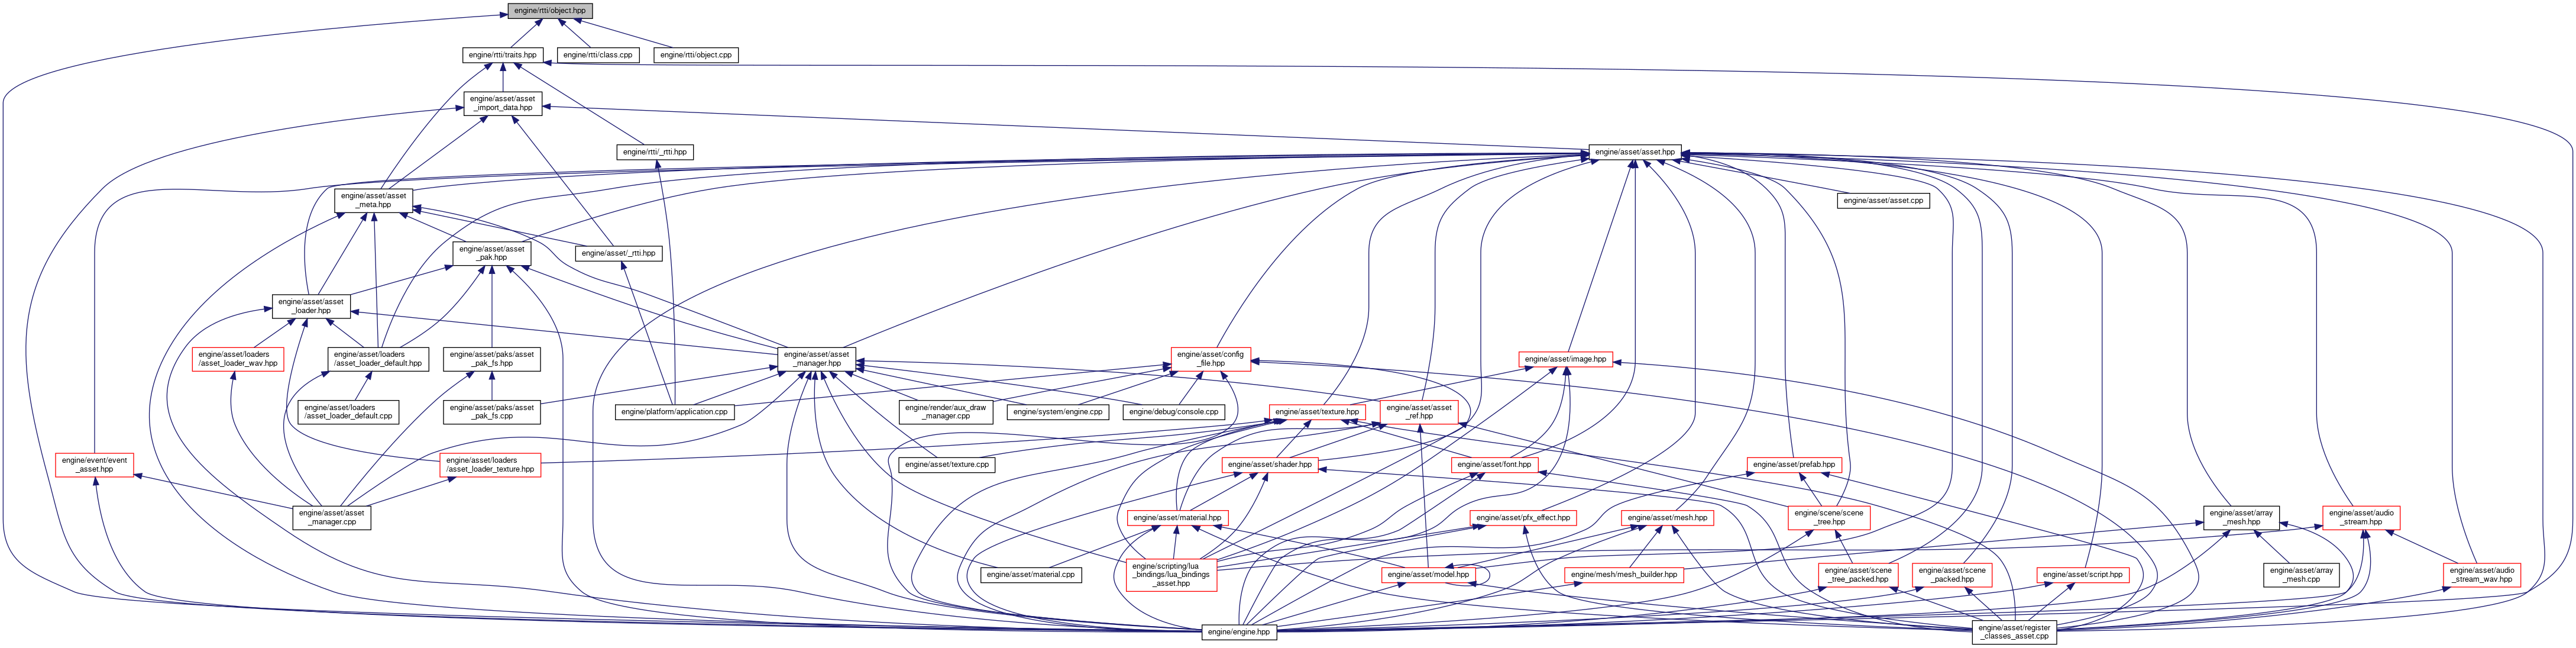 engine/rtti/object.hpp
engine/rtti/traits.hpp
engine/rtti/class.cpp
engine/rtti/object.cpp
engine/asset/asset
_import_data.hpp
engine/rtti/_rtti.hpp
engine/asset/asset.hpp
engine/asset/asset
_meta.hpp
engine/asset/asset.cpp
engine/asset/asset
_pak.hpp
engine/asset/_rtti.hpp
engine/asset/asset
_loader.hpp
engine/asset/loaders
/asset_loader_wav.hpp
engine/asset/loaders
/asset_loader_default.hpp
engine/asset/paks/asset
_pak_fs.hpp
engine/asset/asset
_manager.hpp
engine/asset/config
_file.hpp
engine/asset/image.hpp
engine/asset/loaders
/asset_loader_default.cpp
engine/asset/paks/asset
_pak_fs.cpp
engine/platform/application.cpp
engine/render/aux_draw
_manager.cpp
engine/system/engine.cpp
engine/debug/console.cpp
engine/asset/texture.hpp
engine/asset/asset
_ref.hpp
engine/event/event
_asset.hpp
engine/asset/loaders
/asset_loader_texture.hpp
engine/asset/texture.cpp
engine/asset/shader.hpp
engine/asset/font.hpp
engine/asset/prefab.hpp
engine/asset/asset
_manager.cpp
engine/asset/material.hpp
engine/asset/pfx_effect.hpp
engine/asset/mesh.hpp
engine/scene/scene
_tree.hpp
engine/asset/array
_mesh.hpp
engine/asset/audio
_stream.hpp
engine/asset/material.cpp
engine/scripting/lua
_bindings/lua_bindings
_asset.hpp
engine/asset/model.hpp
engine/mesh/mesh_builder.hpp
engine/asset/scene
_tree_packed.hpp
engine/asset/scene
_packed.hpp
engine/asset/script.hpp
engine/asset/array
_mesh.cpp
engine/asset/audio
_stream_wav.hpp
engine/engine.hpp
engine/asset/register
_classes_asset.cpp